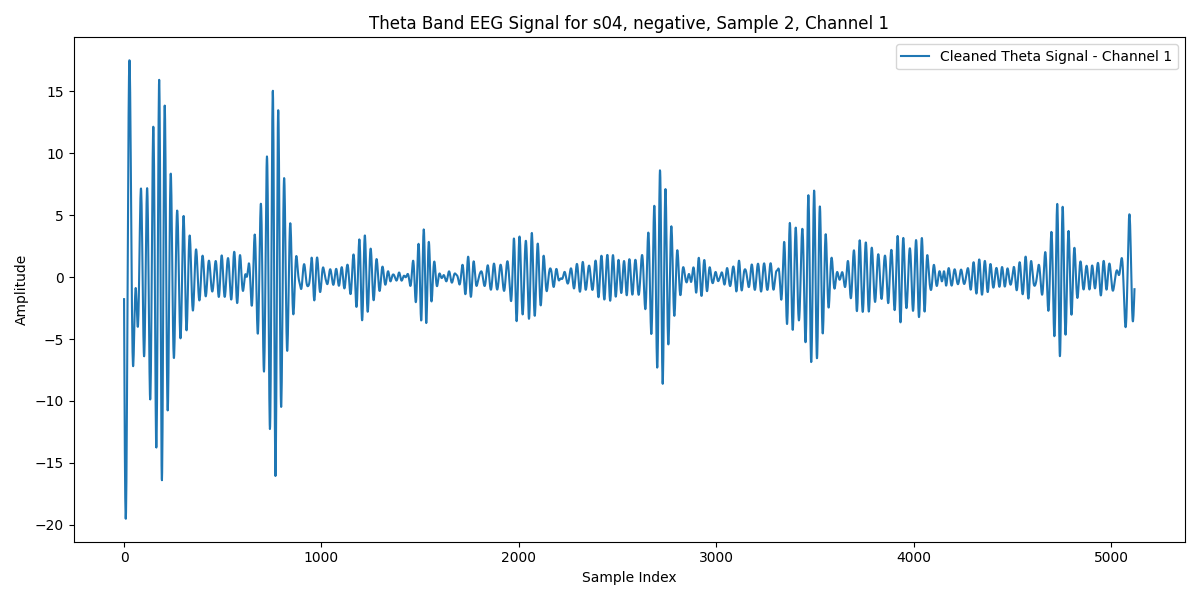 Theta Band EEG Signal for s04, negative, Sample 2, Channel 1
Cleaned Theta Signal - Channel 1
Amplitude
15
10
5
0
−5
−10
−15
−20
0 1000 2000 3000 4000 5000
Sample Index